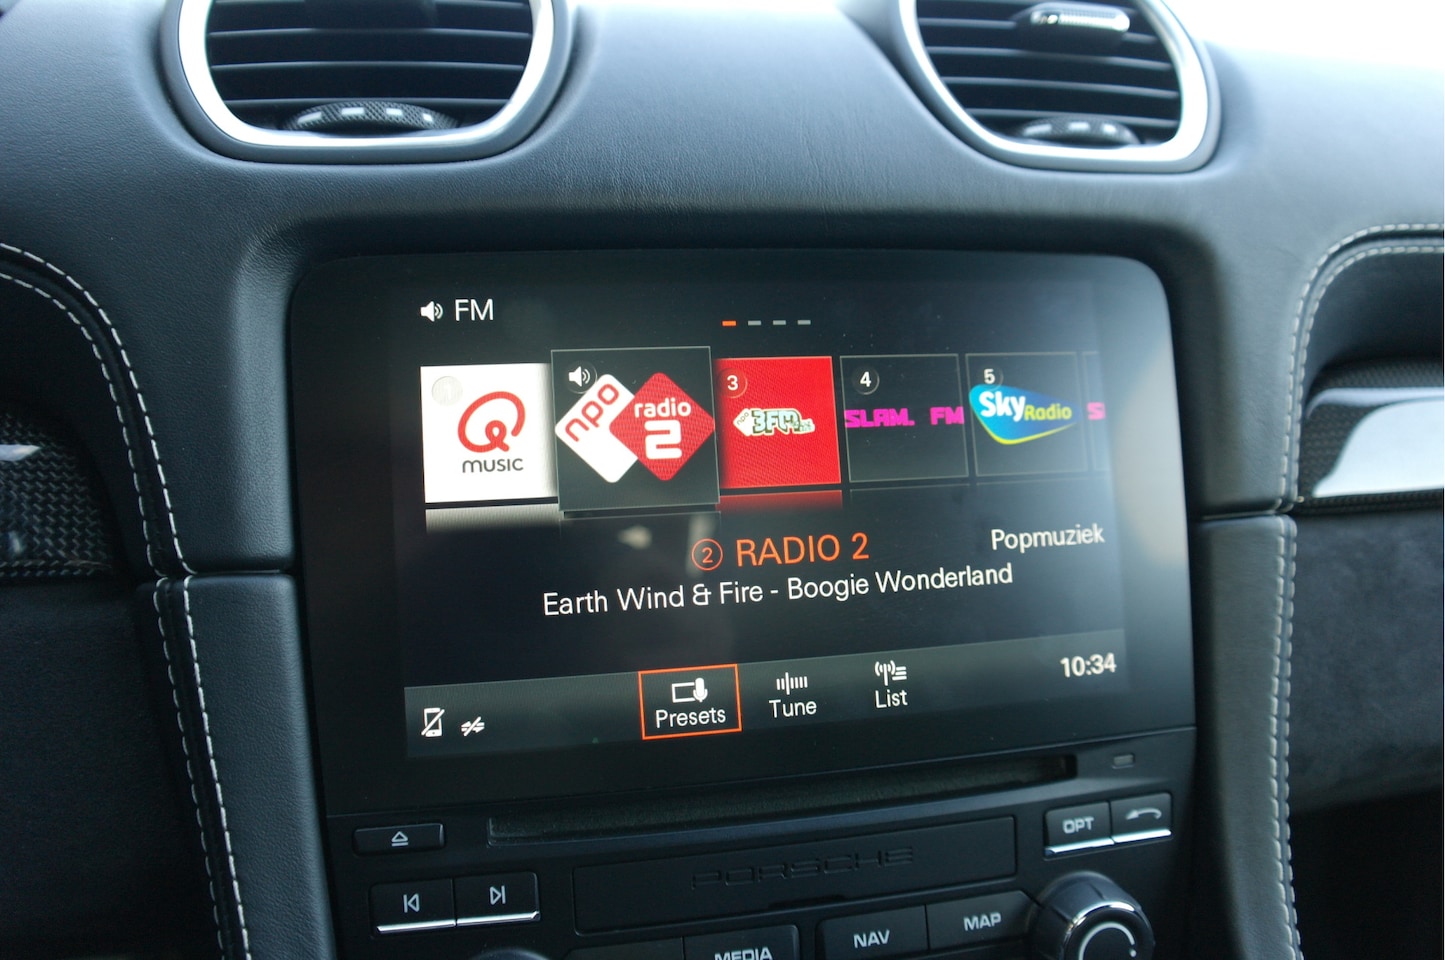 FM
MUSIC
npo
radio
2
3
3FM
4
SLAM. FM
5
Sky Radio
S
2 RADIO 2
Popmuziek
Earth Wind & Fire - Boogie Wonderland
10:34
Presets
Tune
List
OPT
PORSCHE
MEDIA
NAV
MAP